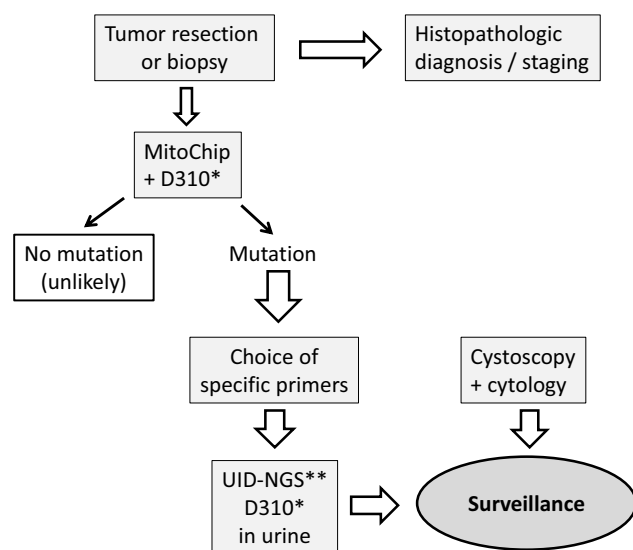 Tumor resection
or biopsy
Histopathologic
diagnosis / staging
MitoChip
+ D310*
No mutation
(unlikely)
Mutation
Choice of
specific primers
Cystoscopy
+ cytology
UID-NGS**
D310*
in urine
Surveillance